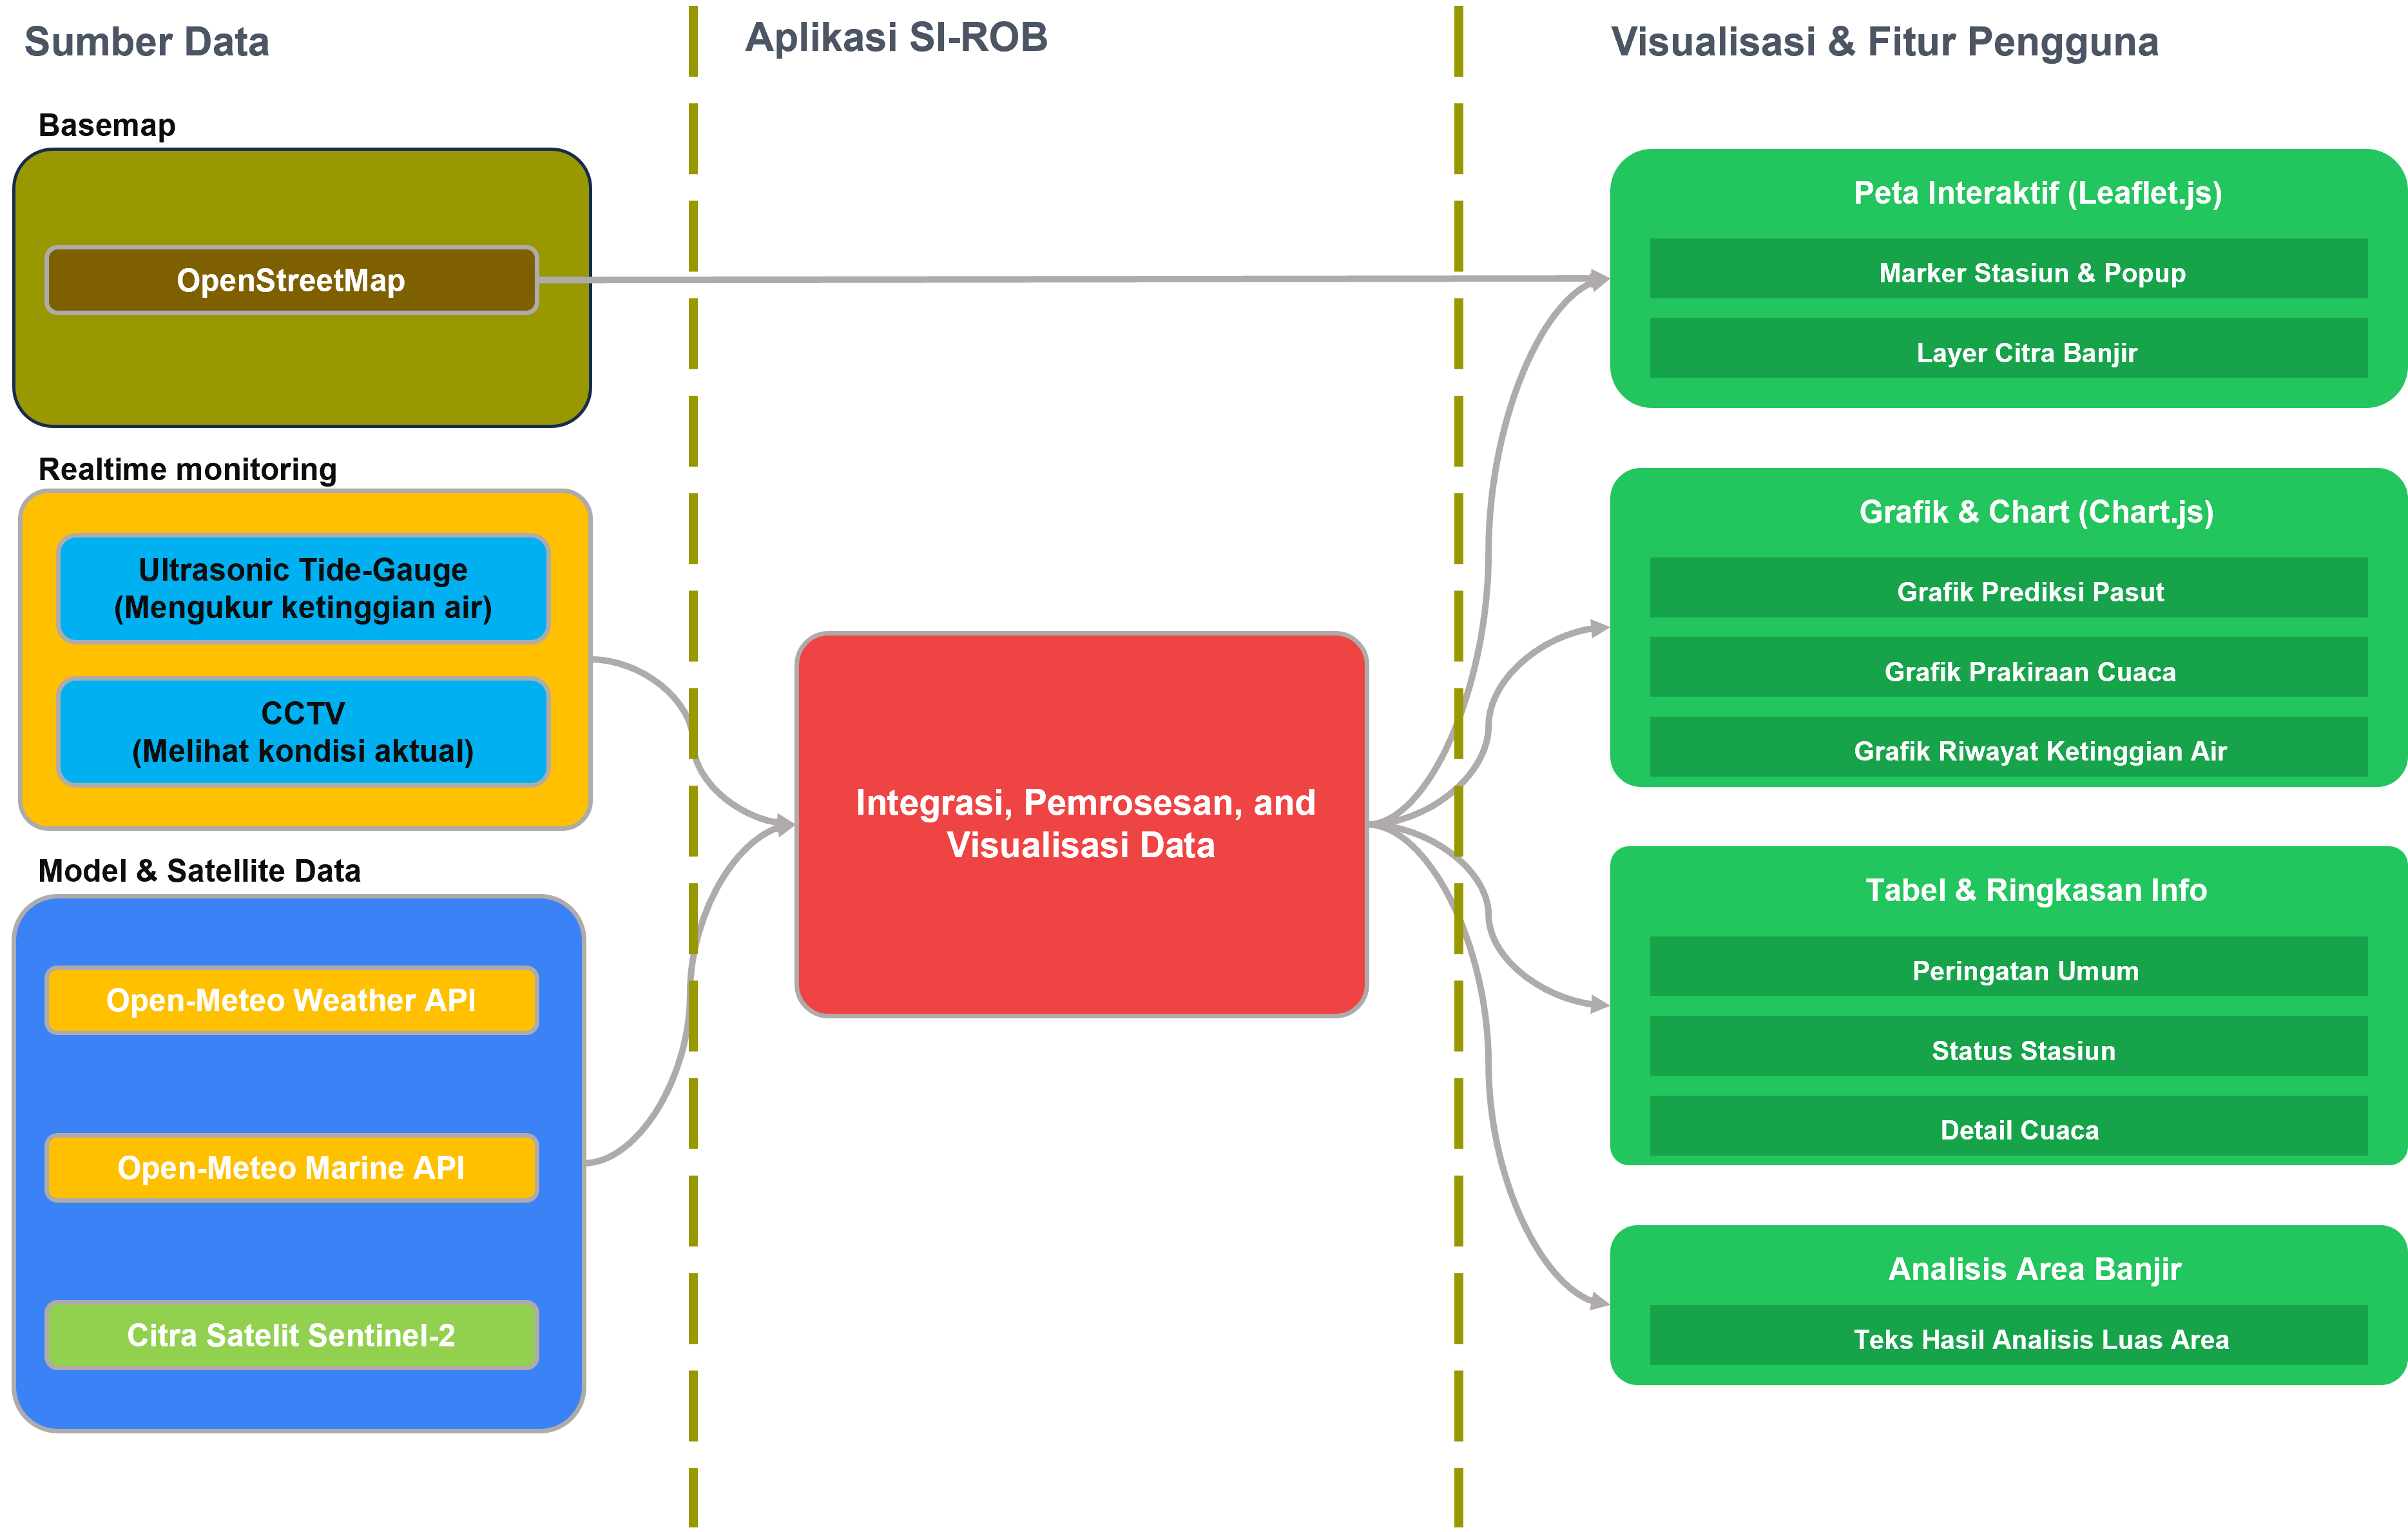 Sumber Data
Aplikasi SI-ROB
Visualisasi & Fitur Pengguna
Basemap
OpenStreetMap
Realtime monitoring
Ultrasonic Tide-Gauge
(Mengukur ketinggian air)
CCTV
(Melihat kondisi aktual)
Model & Satellite Data
Open-Meteo Weather API
Open-Meteo Marine API
Citra Satelit Sentinel-2
Integrasi, Pemrosesan, and
Visualisasi Data
Peta Interaktif (Leaflet.js)
Marker Stasiun & Popup
Layer Citra Banjir
Grafik & Chart (Chart.js)
Grafik Prediksi Pasut
Grafik Prakiraan Cuaca
Grafik Riwayat Ketinggian Air
Tabel & Ringkasan Info
Peringatan Umum
Status Stasiun
Detail Cuaca
Analisis Area Banjir
Teks Hasil Analisis Luas Area